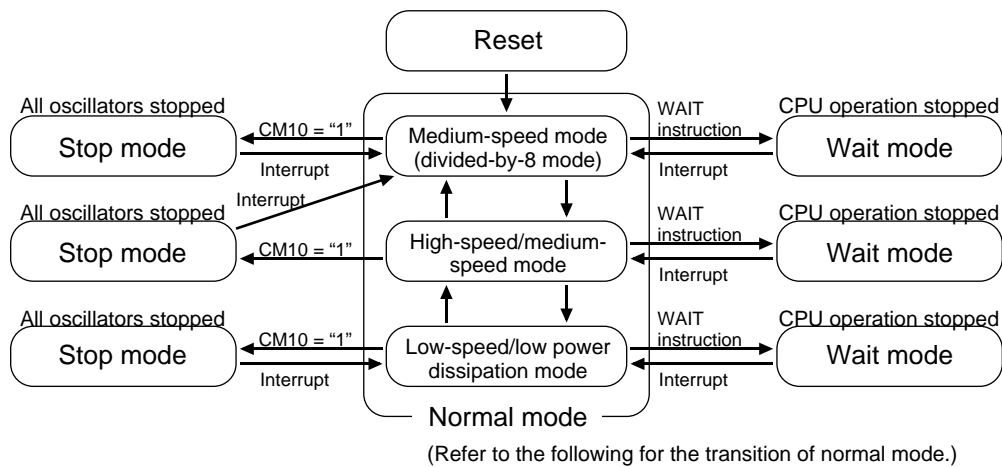 Reset
All oscillators stopped
Stop mode
CM10 = “1”
Interrupt
Medium-speed mode
(divided-by-8 mode)
WAIT
instruction
Interrupt
CPU operation stopped
Wait mode
Interrupt
All oscillators stopped
Stop mode
CM10 = “1”
High-speed/medium-
speed mode
WAIT
instruction
Interrupt
CPU operation stopped
Wait mode
All oscillators stopped
Stop mode
CM10 = “1”
Interrupt
Low-speed/low power
dissipation mode
WAIT
instruction
Interrupt
CPU operation stopped
Wait mode
Normal mode
(Refer to the following for the transition of normal mode.)